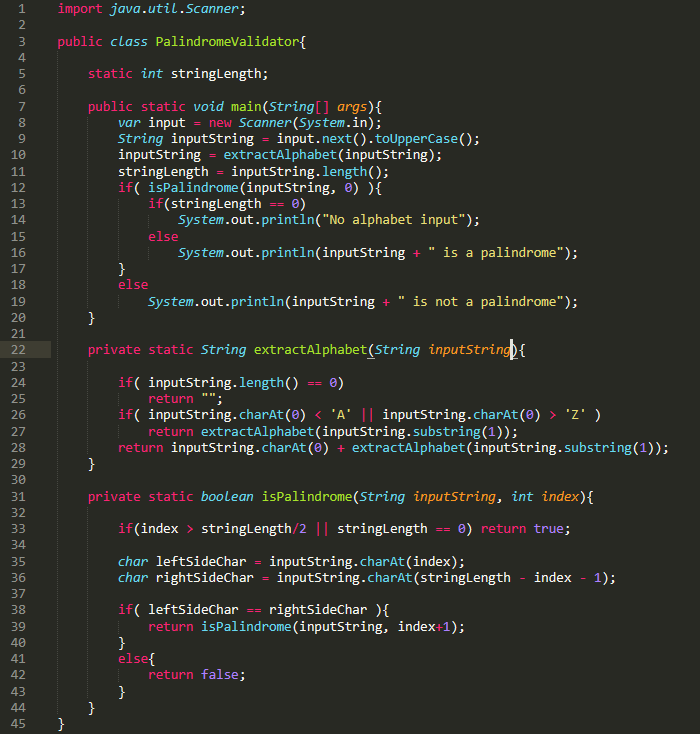 1 import java.util.Scanner;
2
3 public class PalindromeValidator{
4
5     static int stringLength;
6
7     public static void main(String[] args){
8         var input = new Scanner(System.in);
9         String inputString = input.next().toUpperCase();
10         inputString = extractAlphabet(inputString);
11         stringLength = inputString.length();
12         if( isPalindrome(inputString, 0) ){
13             if(stringLength == 0)
14                 System.out.println("No alphabet input");
15             else
16                 System.out.println(inputString + " is a palindrome");
17         }
18         else
19             System.out.println(inputString + " is not a palindrome");
20     }
21
22     private static String extractAlphabet(String inputString){
23
24         if( inputString.length() == 0)
25             return "";
26         if( inputString.charAt(0) < 'A' || inputString.charAt(0) > 'Z' )
27             return extractAlphabet(inputString.substring(1));
28         return inputString.charAt(0) + extractAlphabet(inputString.substring(1));
29     }
30
31     private static boolean isPalindrome(String inputString, int index){
32
33         if(index > stringLength/2 || stringLength == 0) return true;
34
35         char leftSideChar = inputString.charAt(index);
36         char rightSideChar = inputString.charAt(stringLength - index - 1);
37
38         if( leftSideChar == rightSideChar ){
39             return isPalindrome(inputString, index+1);
40         }
41         else{
42             return false;
43         }
44     }
45 }